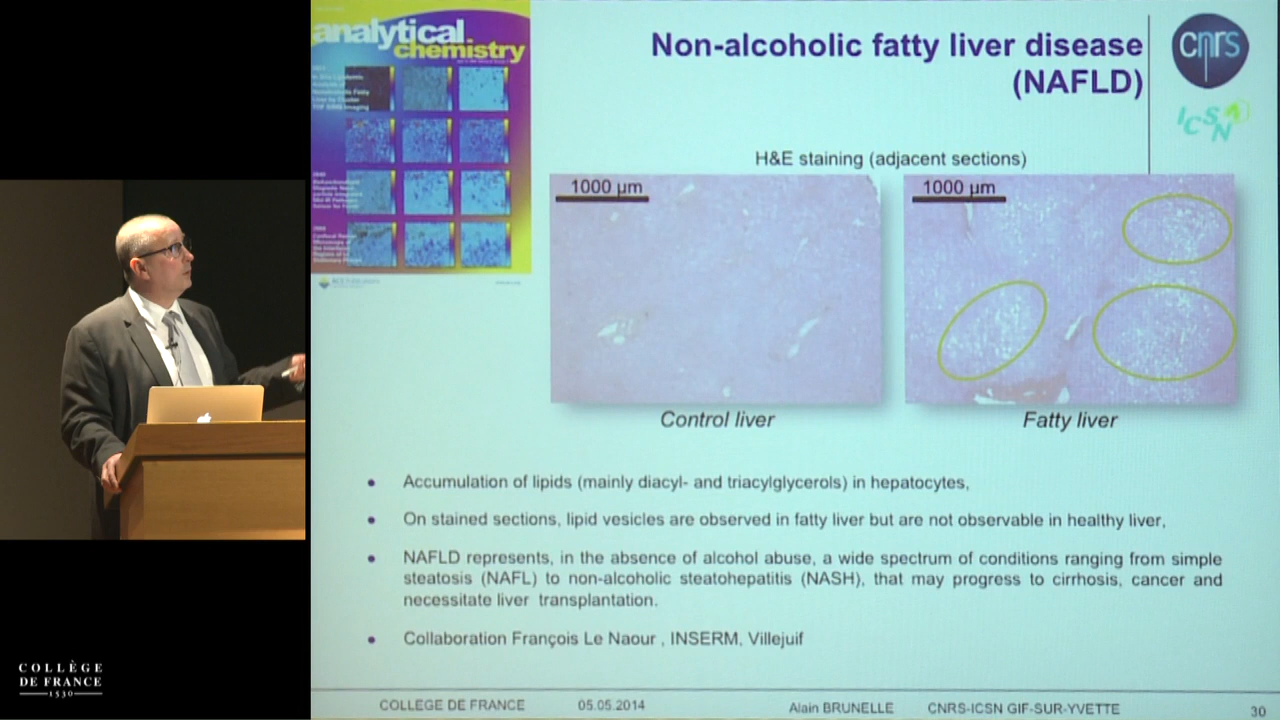 analytical
chemistry
Non-alcoholic fatty liver disease
(NAFLD)
cnrs
ICSN
H&E staining (adjacent sections)
1000 µm
1000 µm
Control liver
Fatty liver
• Accumulation of lipids (mainly diacyl- and triacylglycerols) in hepatocytes,
• On stained sections, lipid vesicles are observed in fatty liver but are not observable in healthy liver,
• NAFLD represents, in the absence of alcohol abuse, a wide spectrum of conditions ranging from simple
steatosis (NAFL) to non-alcoholic steatohepatitis (NASH), that may progress to cirrhosis, cancer and
necessitate liver transplantation.
• Collaboration François Le Naour , INSERM, Villejuif
COLLÈGE
DE FRANCE
1530
COLLEGE DE FRANCE 05.05.2014 Alain BRUNELLE CNRS-ICSN GIF-SUR-YVETTE 30